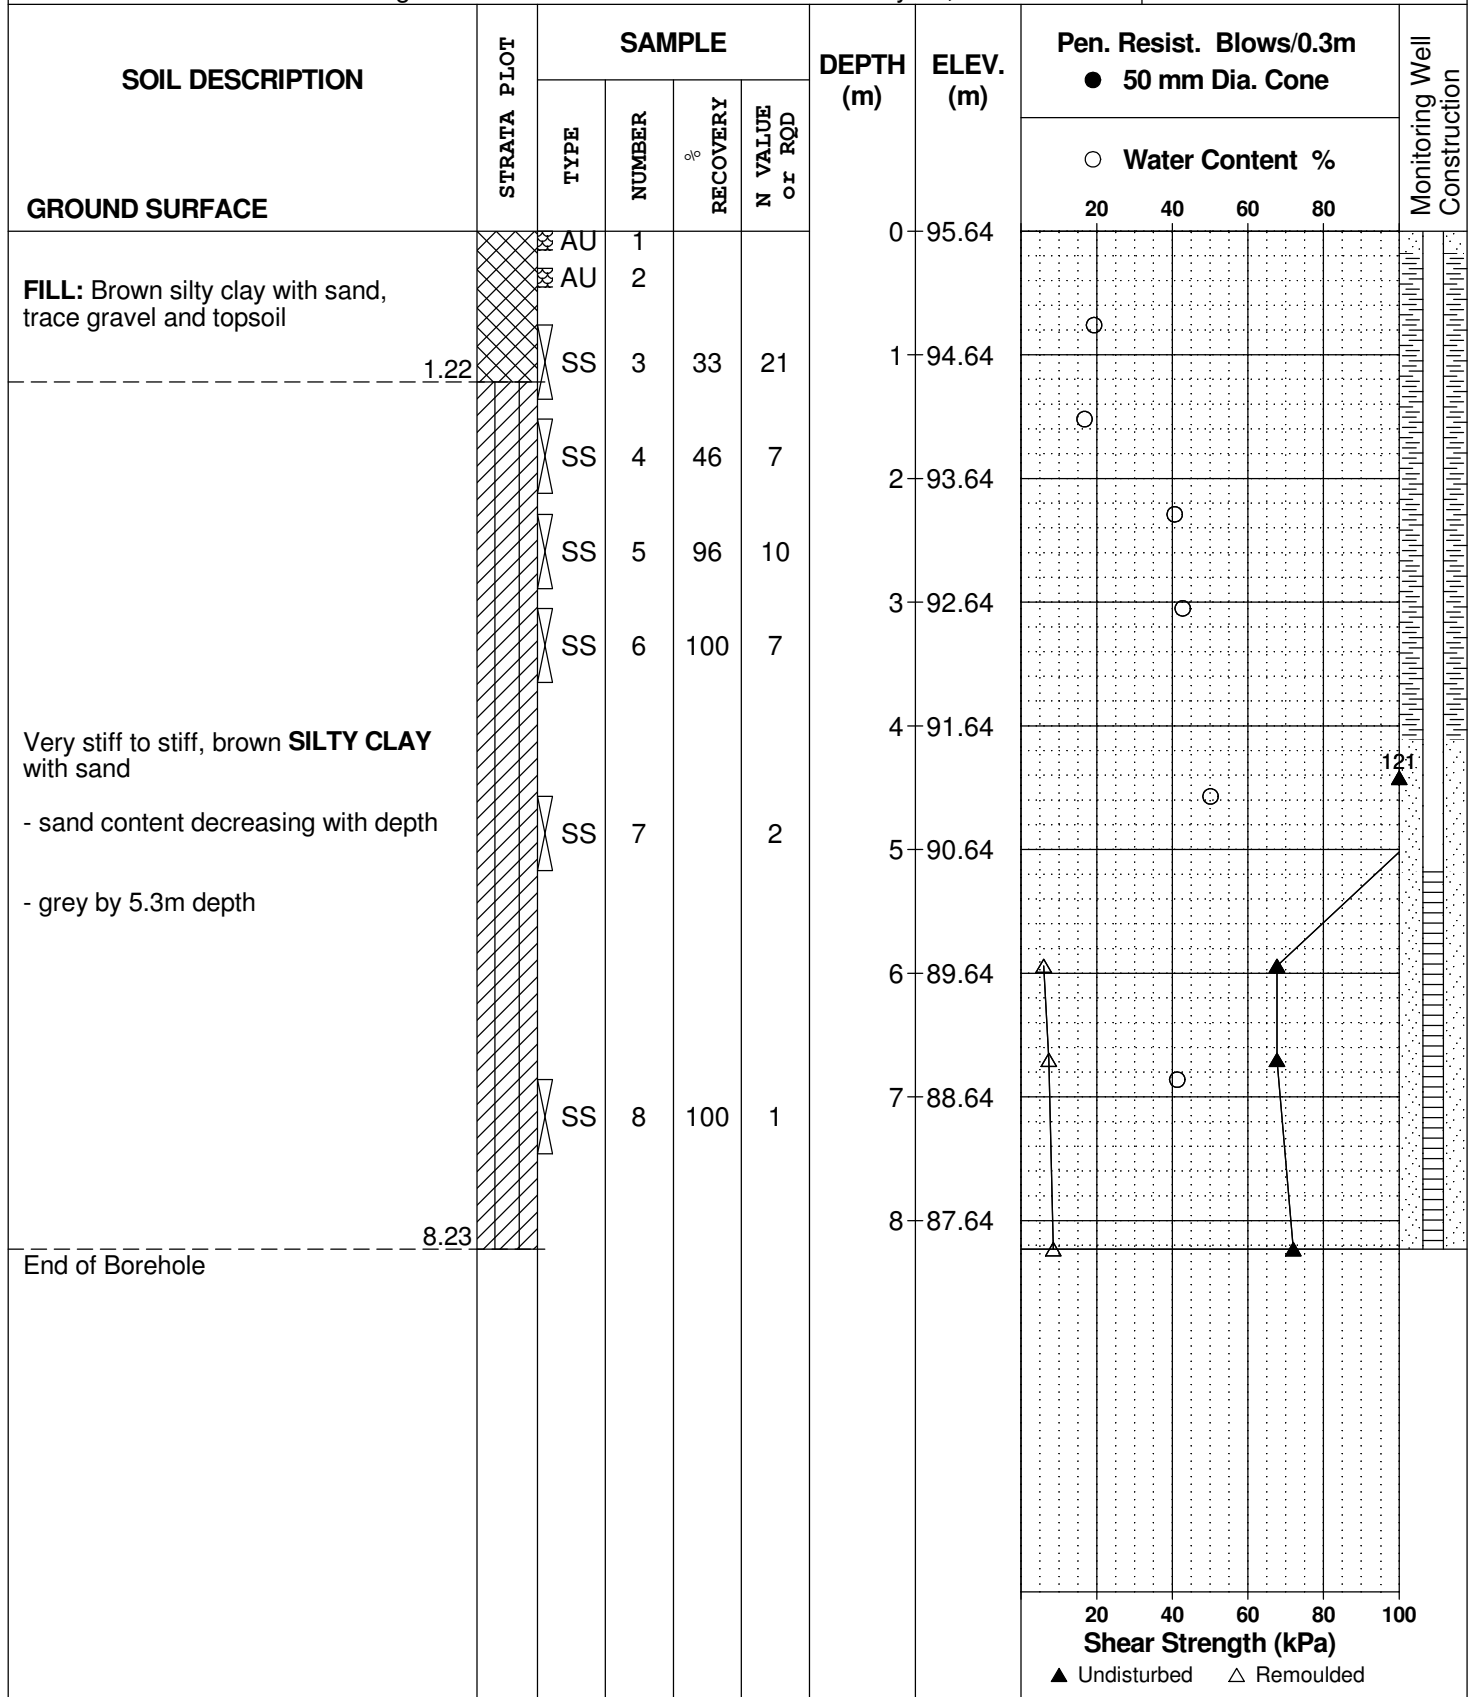 SOIL DESCRIPTION
GROUND SURFACE
STRATA PLOT
SAMPLE
TYPE
NUMBER
% RECOVERY
N VALUE
or RQD
DEPTH
(m)
ELEV.
(m)
Pen. Resist. Blows/0.3m
● 50 mm Dia. Cone
○ Water Content %
20 40 60 80
Monitoring Well
Construction
0 95.64
AU 1
AU 2
FILL: Brown silty clay with sand,
trace gravel and topsoil
1 94.64
SS 3 33 21
1.22
SS 4 46 7
2 93.64
SS 5 96 10
3 92.64
SS 6 100 7
4 91.64
Very stiff to stiff, brown SILTY CLAY
with sand
121
- sand content decreasing with depth
SS 7 2
5 90.64
- grey by 5.3m depth
6 89.64
7 88.64
SS 8 100 1
8 87.64
8.23
End of Borehole
20 40 60 80 100
Shear Strength (kPa)
▲ Undisturbed △ Remoulded